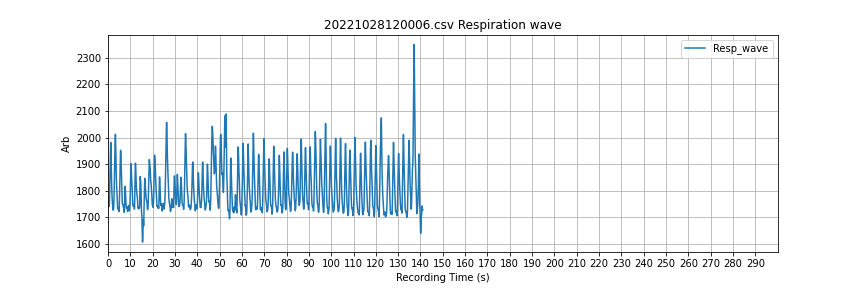 20221028120006.csv Respiration wave
Resp_wave
Arb
2300
2200
2100
2000
1900
1800
1700
1600
0 10 20 30 40 50 60 70 80 90 100 110 120 130 140 150 160 170 180 190 200 210 220 230 240 250 260 270 280 290
Recording Time (s)